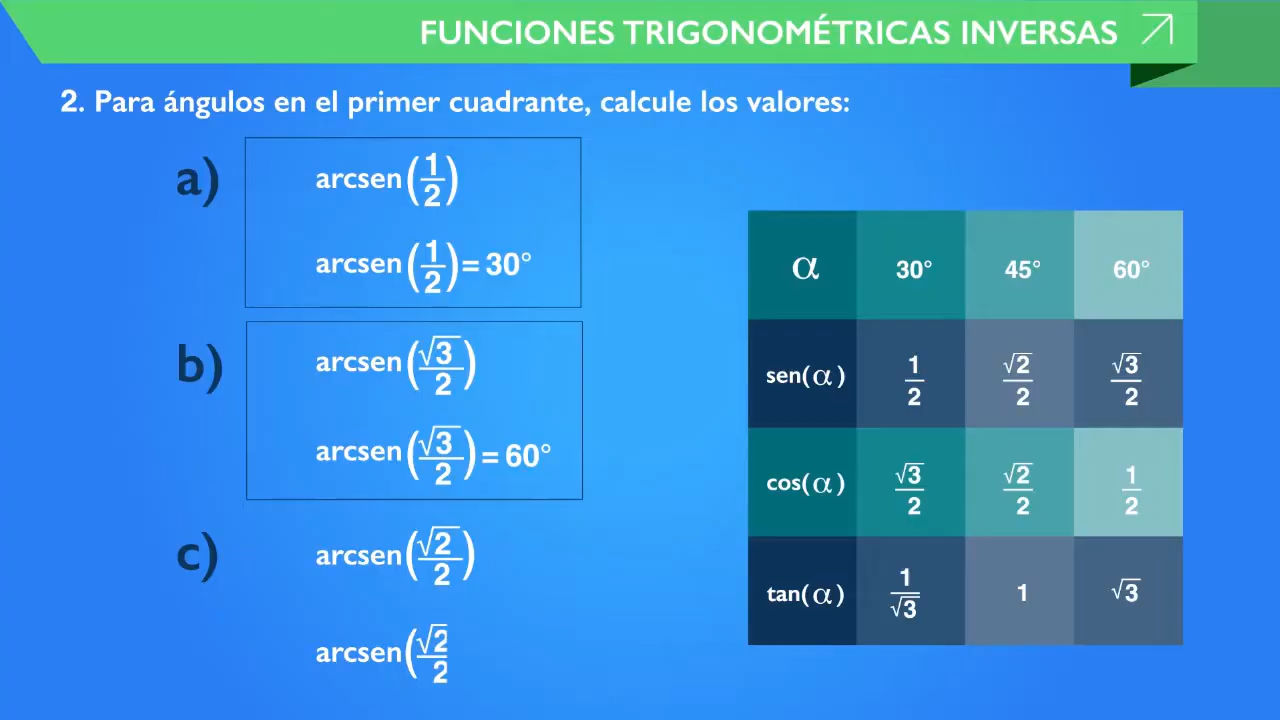 FUNCIONES TRIGONOMÉTRICAS INVERSAS
2. Para ángulos en el primer cuadrante, calcule los valores:
a) arcsen(1/2)
arcsen(1/2) = 30°
b) arcsen(√3/2)
arcsen(√3/2) = 60°
c) arcsen(√2/2)
arcsen(√2/2
α 30° 45° 60°
sen(α) 1/2 √2/2 √3/2
cos(α) √3/2 √2/2 1/2
tan(α) 1/√3 1 √3